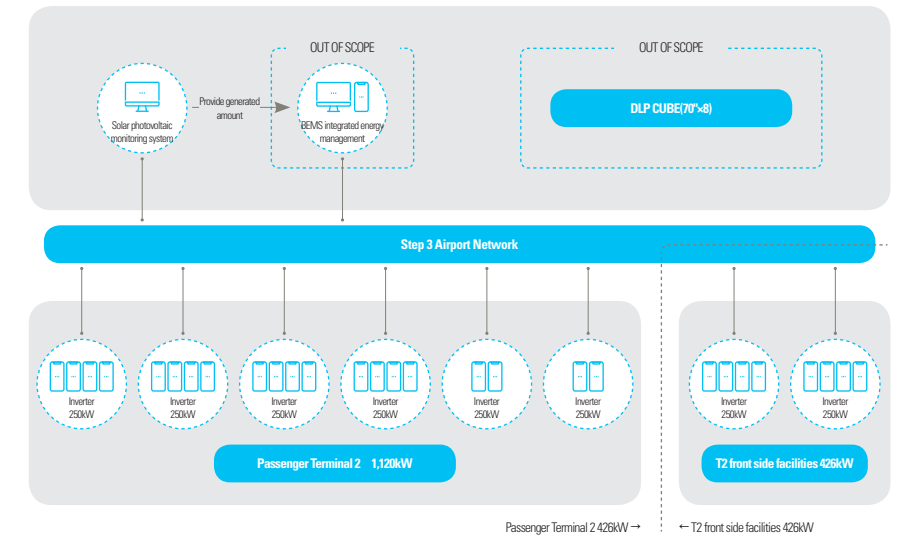 OUT OF SCOPE
OUT OF SCOPE
Solar photovoltaic
monitoring system
Provide generated
amount
BEMS integrated energy
management
DLP CUBE(70"×8)
Step 3 Airport Network
Inverter
250kW
Inverter
250kW
Inverter
250kW
Inverter
250kW
Inverter
250kW
Inverter
250kW
Inverter
250kW
Inverter
250kW
Passenger Terminal 2 1,120kW
T2 front side facilities 426kW
Passenger Terminal 2 426kW →
← T2 front side facilities 426kW